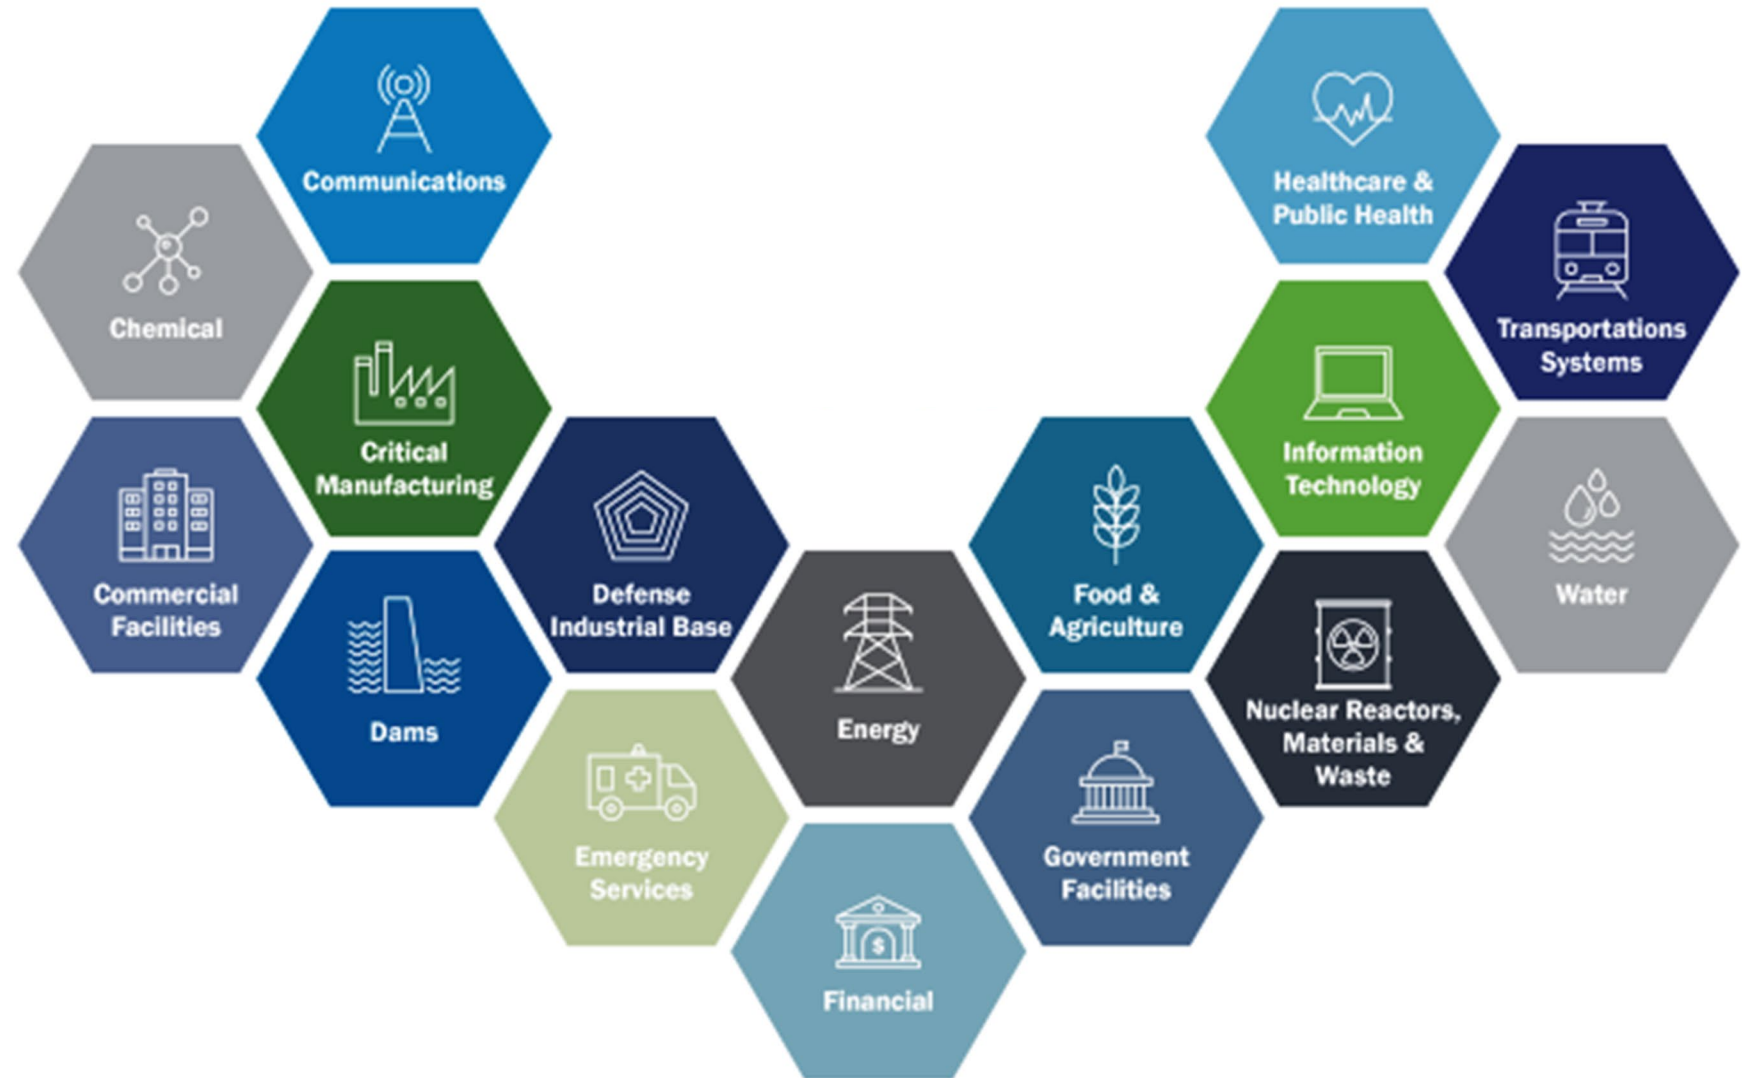 Communications
Healthcare &
Public Health
Chemical
Transportations
Systems
Critical
Manufacturing
Information
Technology
Commercial
Facilities
Defense
Industrial Base
Food &
Agriculture
Water
Dams
Energy
Nuclear Reactors,
Materials &
Waste
Emergency
Services
Government
Facilities
$
Financial